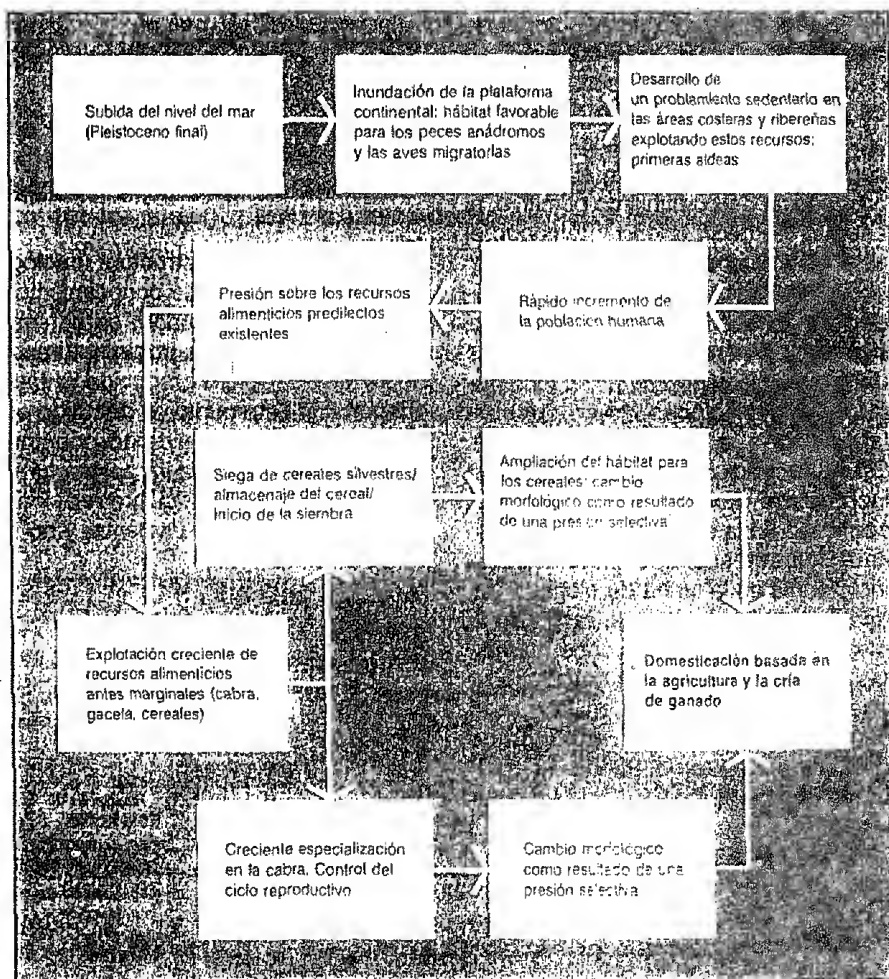 Subida del nivel del mar
(Pleistoceno final)
Inundación de la plataforma
continental: hábitat favorable
para los peces anádromos
y las aves migratorias
Desarrollo de
un problamiento sedentario en
las áreas costeras y ribereñas
explotando estos recursos:
primeras aldeas
Rápido incremento de
la población humana
Presión sobre los recursos
alimenticios predilectos
existentes
Explotación creciente de
recursos alimenticios
antes marginales (cabra,
gacela, cereales)
Siega de cereales silvestres/
almacenaje del cereal/
Inicio de la siembra
Ampliación del hábitat para
los cereales: cambio
morfológico como resultado
de una presión selectiva
Creciente especialización
en la cabra. Control del
ciclo reproductivo
Cambio morfológico
como resultado de una
presión selectiva
Domesticación basada en
la agricultura y la cría
de ganado